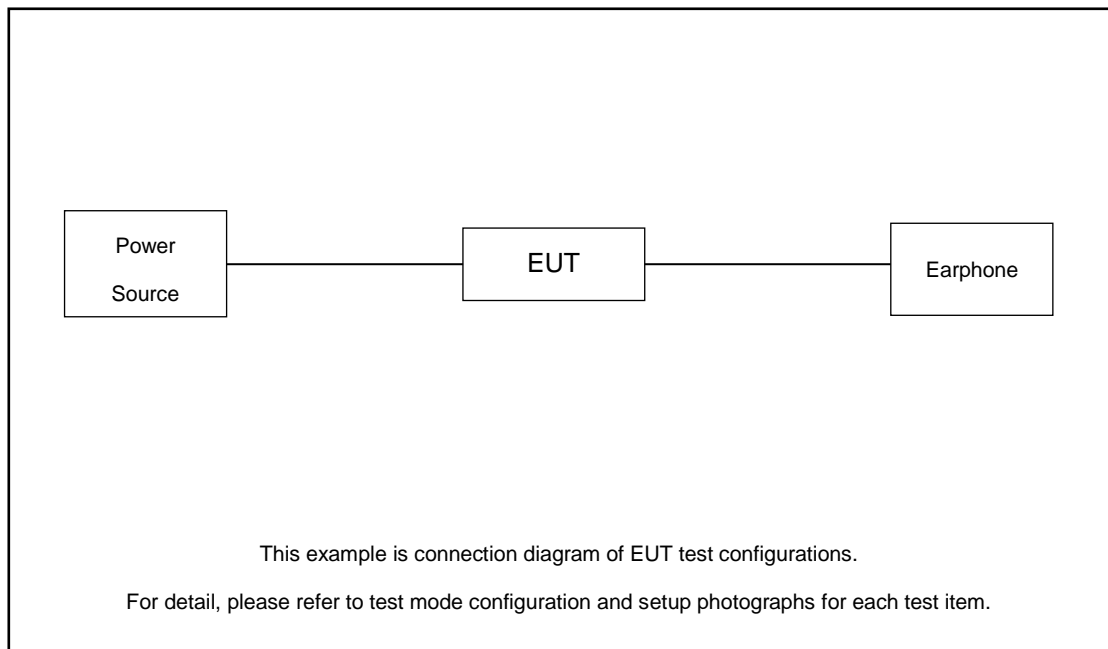 Power
Source
EUT
Earphone
This example is connection diagram of EUT test configurations.
For detail, please refer to test mode configuration and setup photographs for each test item.